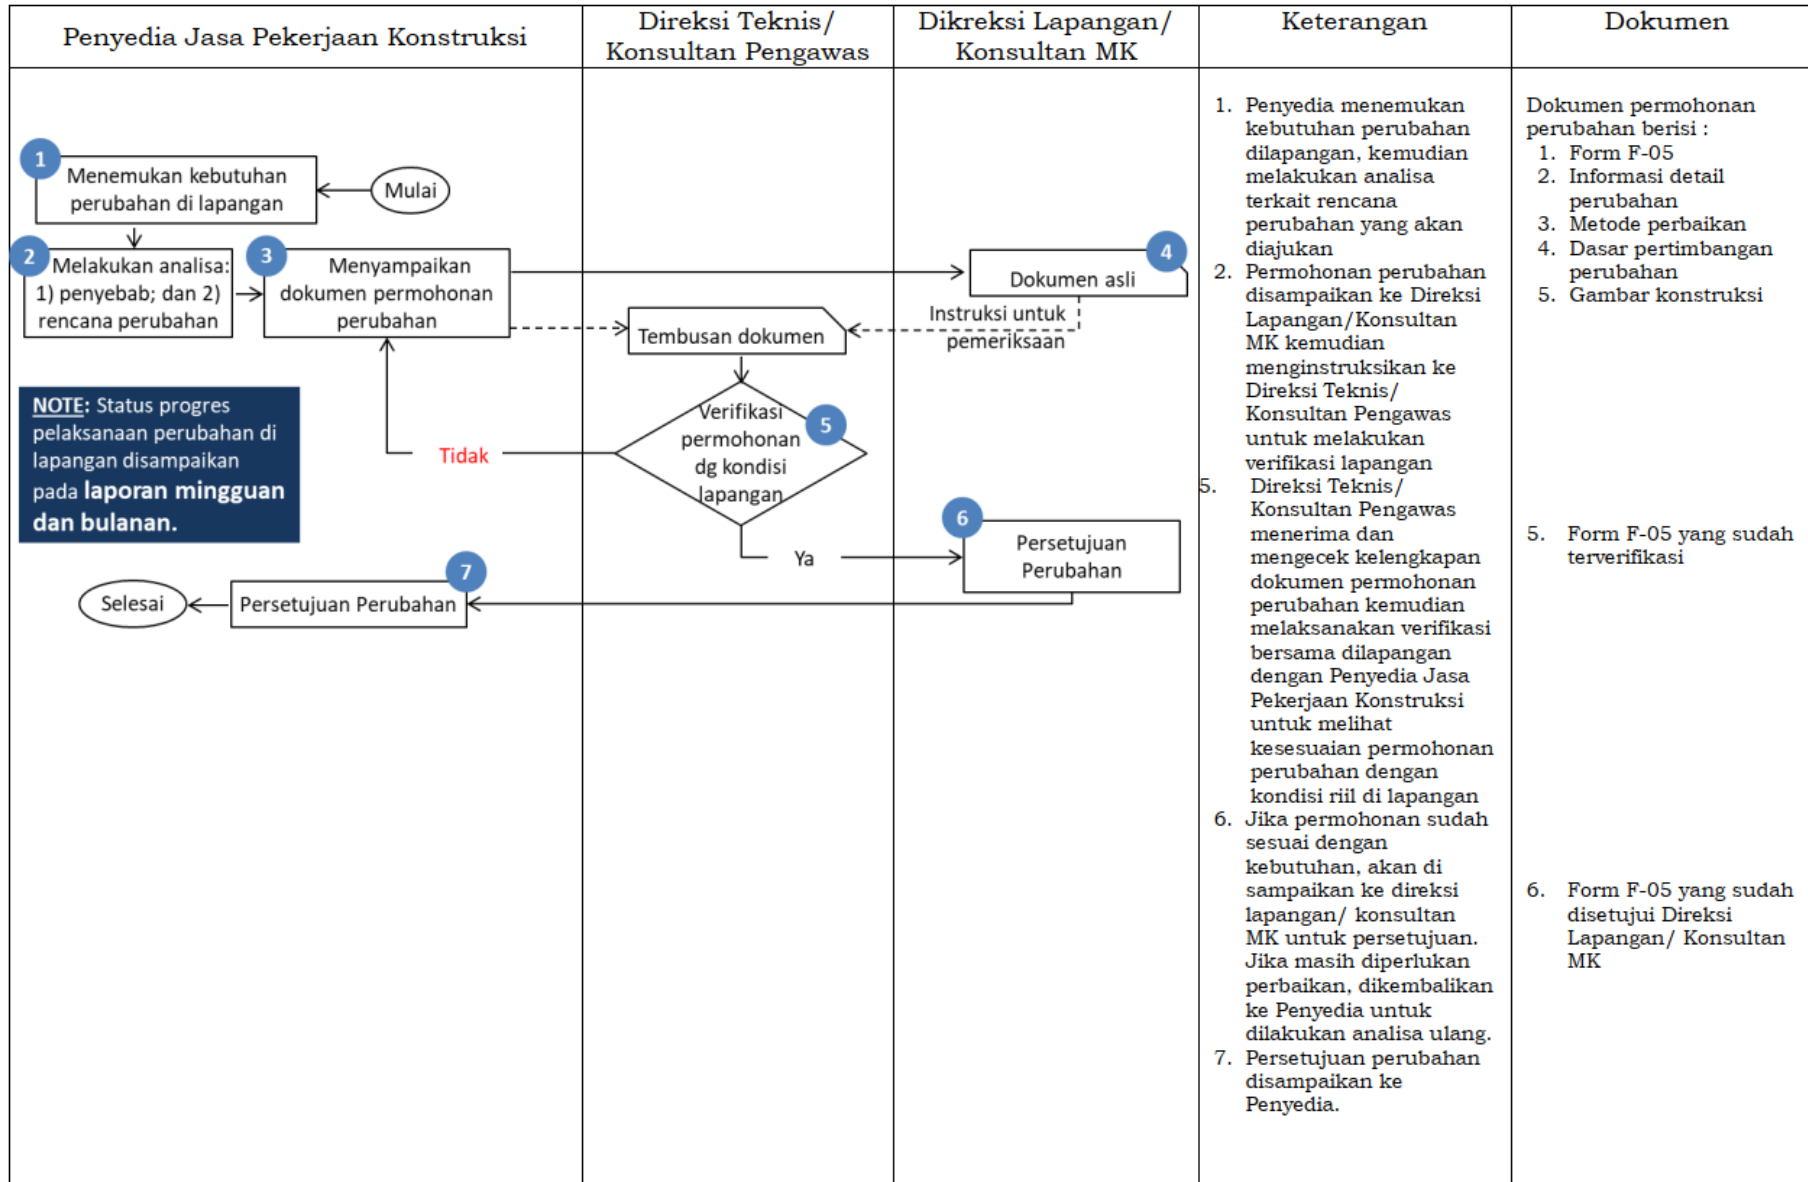 Penyedia Jasa Pekerjaan Konstruksi
Direksi Teknis/
Konsultan Pengawas
Dikreksi Lapangan/
Konsultan MK
Keterangan
Dokumen
1
Menemukan kebutuhan
perubahan di lapangan
Mulai
2
Melakukan analisa:
1) penyebab; dan 2)
rencana perubahan
3
Menyampaikan
dokumen permohonan
perubahan
NOTE: Status progres
pelaksanaan perubahan di
lapangan disampaikan
pada laporan mingguan
dan bulanan.
Tidak
7
Persetujuan Perubahan
Selesai
Tembusan dokumen
Verifikasi
permohonan
dg kondisi
lapangan
5
Ya
4
Dokumen asli
Instruksi untuk
pemeriksaan
6
Persetujuan
Perubahan
1. Penyedia menemukan
kebutuhan perubahan
dilapangan, kemudian
melakukan analisa
terkait rencana
perubahan yang akan
diajukan
2. Permohonan perubahan
disampaikan ke Direksi
Lapangan/Konsultan
MK kemudian
menginstruksikan ke
Direksi Teknis/
Konsultan Pengawas
untuk melakukan
verifikasi lapangan
5. Direksi Teknis/
Konsultan Pengawas
menerima dan
mengecek kelengkapan
dokumen permohonan
perubahan kemudian
melaksanakan verifikasi
bersama dilapangan
dengan Penyedia Jasa
Pekerjaan Konstruksi
untuk melihat
kesesuaian permohonan
perubahan dengan
kondisi riil di lapangan
6. Jika permohonan sudah
sesuai dengan
kebutuhan, akan di
sampaikan ke direksi
lapangan/ konsultan
MK untuk persetujuan.
Jika masih diperlukan
perbaikan, dikembalikan
ke Penyedia untuk
dilakukan analisa ulang.
7. Persetujuan perubahan
disampaikan ke
Penyedia.
Dokumen permohonan
perubahan berisi :
1. Form F-05
2. Informasi detail
perubahan
3. Metode perbaikan
4. Dasar pertimbangan
perubahan
5. Gambar konstruksi
5. Form F-05 yang sudah
terverifikasi
6. Form F-05 yang sudah
disetujui Direksi
Lapangan/ Konsultan
MK